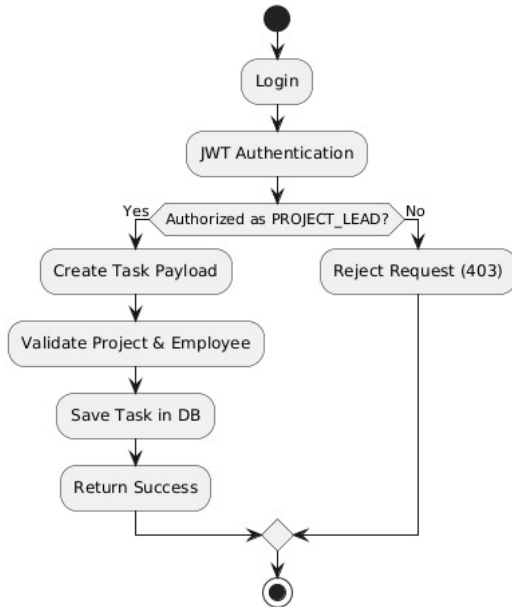 Login
JWT Authentication
Authorized as PROJECT_LEAD?
Yes
No
Create Task Payload
Reject Request (403)
Validate Project & Employee
Save Task in DB
Return Success